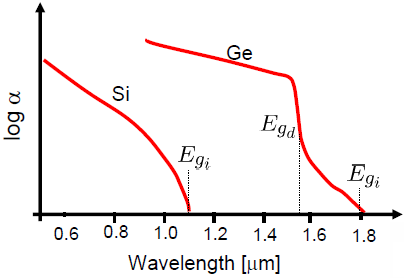 log α
Si
Ge
E_{g_i}
E_{g_d}
E_{g_i}
0.6 0.8 1.0 1.2 1.4 1.6 1.8
Wavelength [μm]